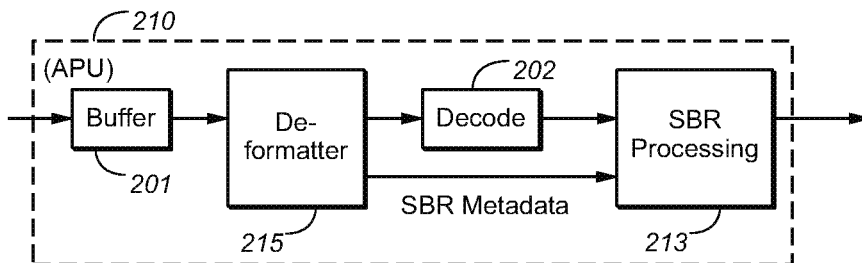 210
(APU)
Buffer
201
De-
formatter
215
202
Decode
SBR Metadata
SBR
Processing
213